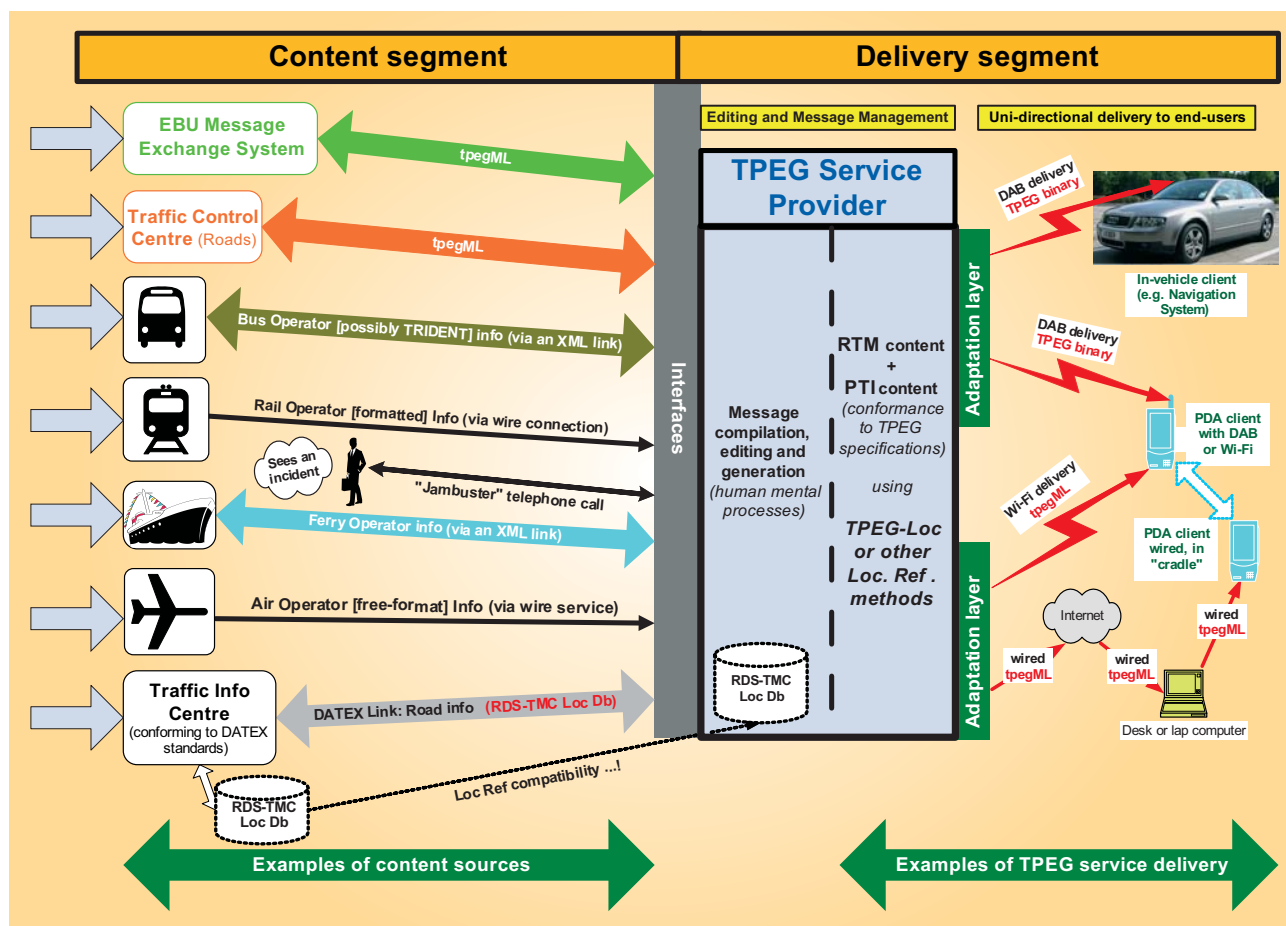 Content segment
Delivery segment
EBU Message
Exchange System
tpegML
Traffic Control
Centre (Roads)
tpegML
Bus Operator [possibly TRIDENT] info (via an XML link)
Rail Operator [formatted] Info (via wire connection)
Sees an
incident
"Jambuster" telephone call
Ferry Operator info (via an XML link)
Air Operator [free-format] Info (via wire service)
Traffic Info
Centre
(conforming to DATEX
standards)
DATEX Link: Road info (RDS-TMC Loc Db)
RDS-TMC
Loc Db
Loc Ref compatibility ...!
Examples of content sources
Interfaces
Editing and Message Management
TPEG Service
Provider
Message
compilation,
editing and
generation
(human mental
processes)
RDS-TMC
Loc Db
RTM content
+
PTI content
(conformance
to TPEG
specifications)
using
TPEG-Loc
or other
Loc. Ref .
methods
Adaptation layer
Adaptation layer
Uni-directional delivery to end-users
DAB delivery
TPEG binary
In-vehicle client
(e.g. Navigation
System)
DAB delivery
TPEG binary
PDA client
with DAB
or Wi-Fi
Wi-Fi delivery
tpegML
PDA client
wired, in
"cradle"
Internet
wired
tpegML
wired
tpegML
wired
tpegML
Desk or lap computer
Examples of TPEG service delivery